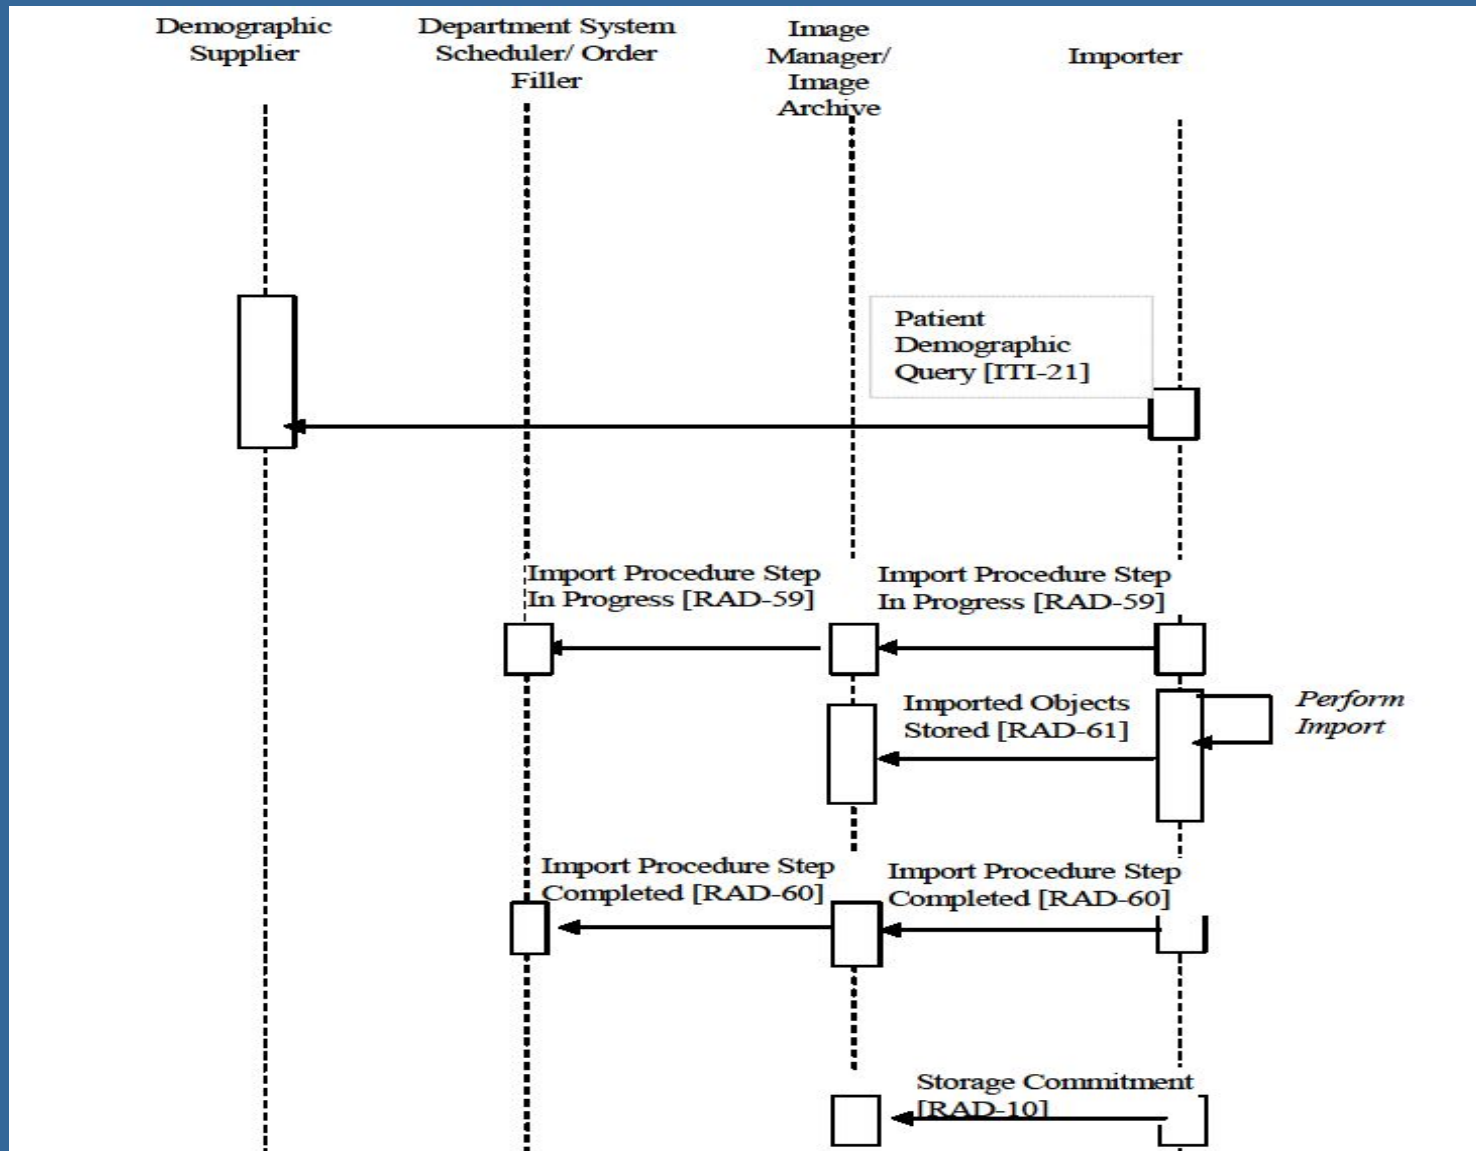 Demographic
Supplier
Department System
Scheduler/ Order
Filler
Image
Manager/
Image
Archive
Importer
Patient
Demographic
Query [ITI-21]
Import Procedure Step
In Progress [RAD-59]
Import Procedure Step
In Progress [RAD-59]
Imported Objects
Stored [RAD-61]
Perform
Import
Import Procedure Step
Completed [RAD-60]
Import Procedure Step
Completed [RAD-60]
Storage Commitment
[RAD-10]